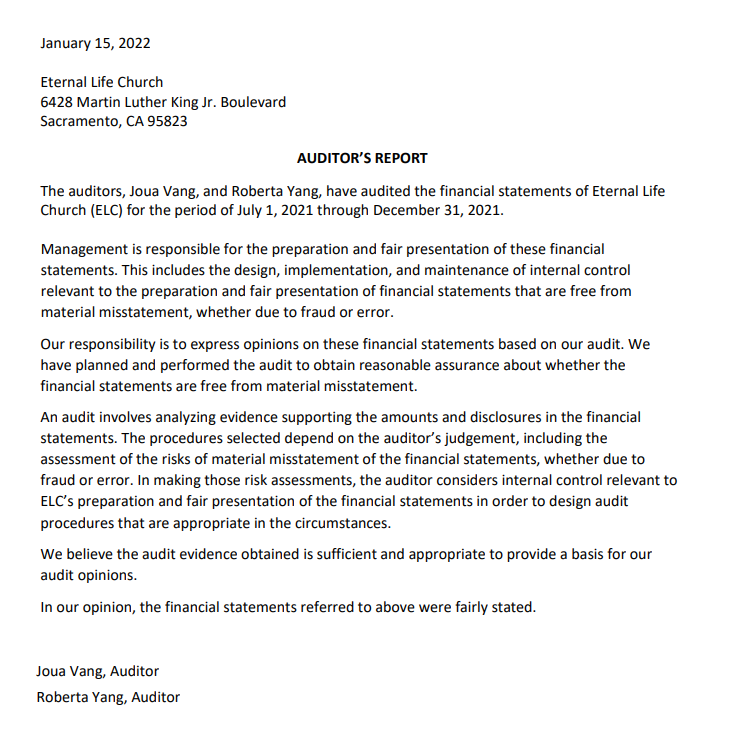 January 15, 2022
Eternal Life Church
6428 Martin Luther King Jr. Boulevard
Sacramento, CA 95823
AUDITOR’S REPORT
The auditors, Joua Vang, and Roberta Yang, have audited the financial statements of Eternal Life
Church (ELC) for the period of July 1, 2021 through December 31, 2021.
Management is responsible for the preparation and fair presentation of these financial
statements. This includes the design, implementation, and maintenance of internal control
relevant to the preparation and fair presentation of financial statements that are free from
material misstatement, whether due to fraud or error.
Our responsibility is to express opinions on these financial statements based on our audit. We
have planned and performed the audit to obtain reasonable assurance about whether the
financial statements are free from material misstatement.
An audit involves analyzing evidence supporting the amounts and disclosures in the financial
statements. The procedures selected depend on the auditor’s judgement, including the
assessment of the risks of material misstatement of the financial statements, whether due to
fraud or error. In making those risk assessments, the auditor considers internal control relevant to
ELC’s preparation and fair presentation of the financial statements in order to design audit
procedures that are appropriate in the circumstances.
We believe the audit evidence obtained is sufficient and appropriate to provide a basis for our
audit opinions.
In our opinion, the financial statements referred to above were fairly stated.
Joua Vang, Auditor
Roberta Yang, Auditor